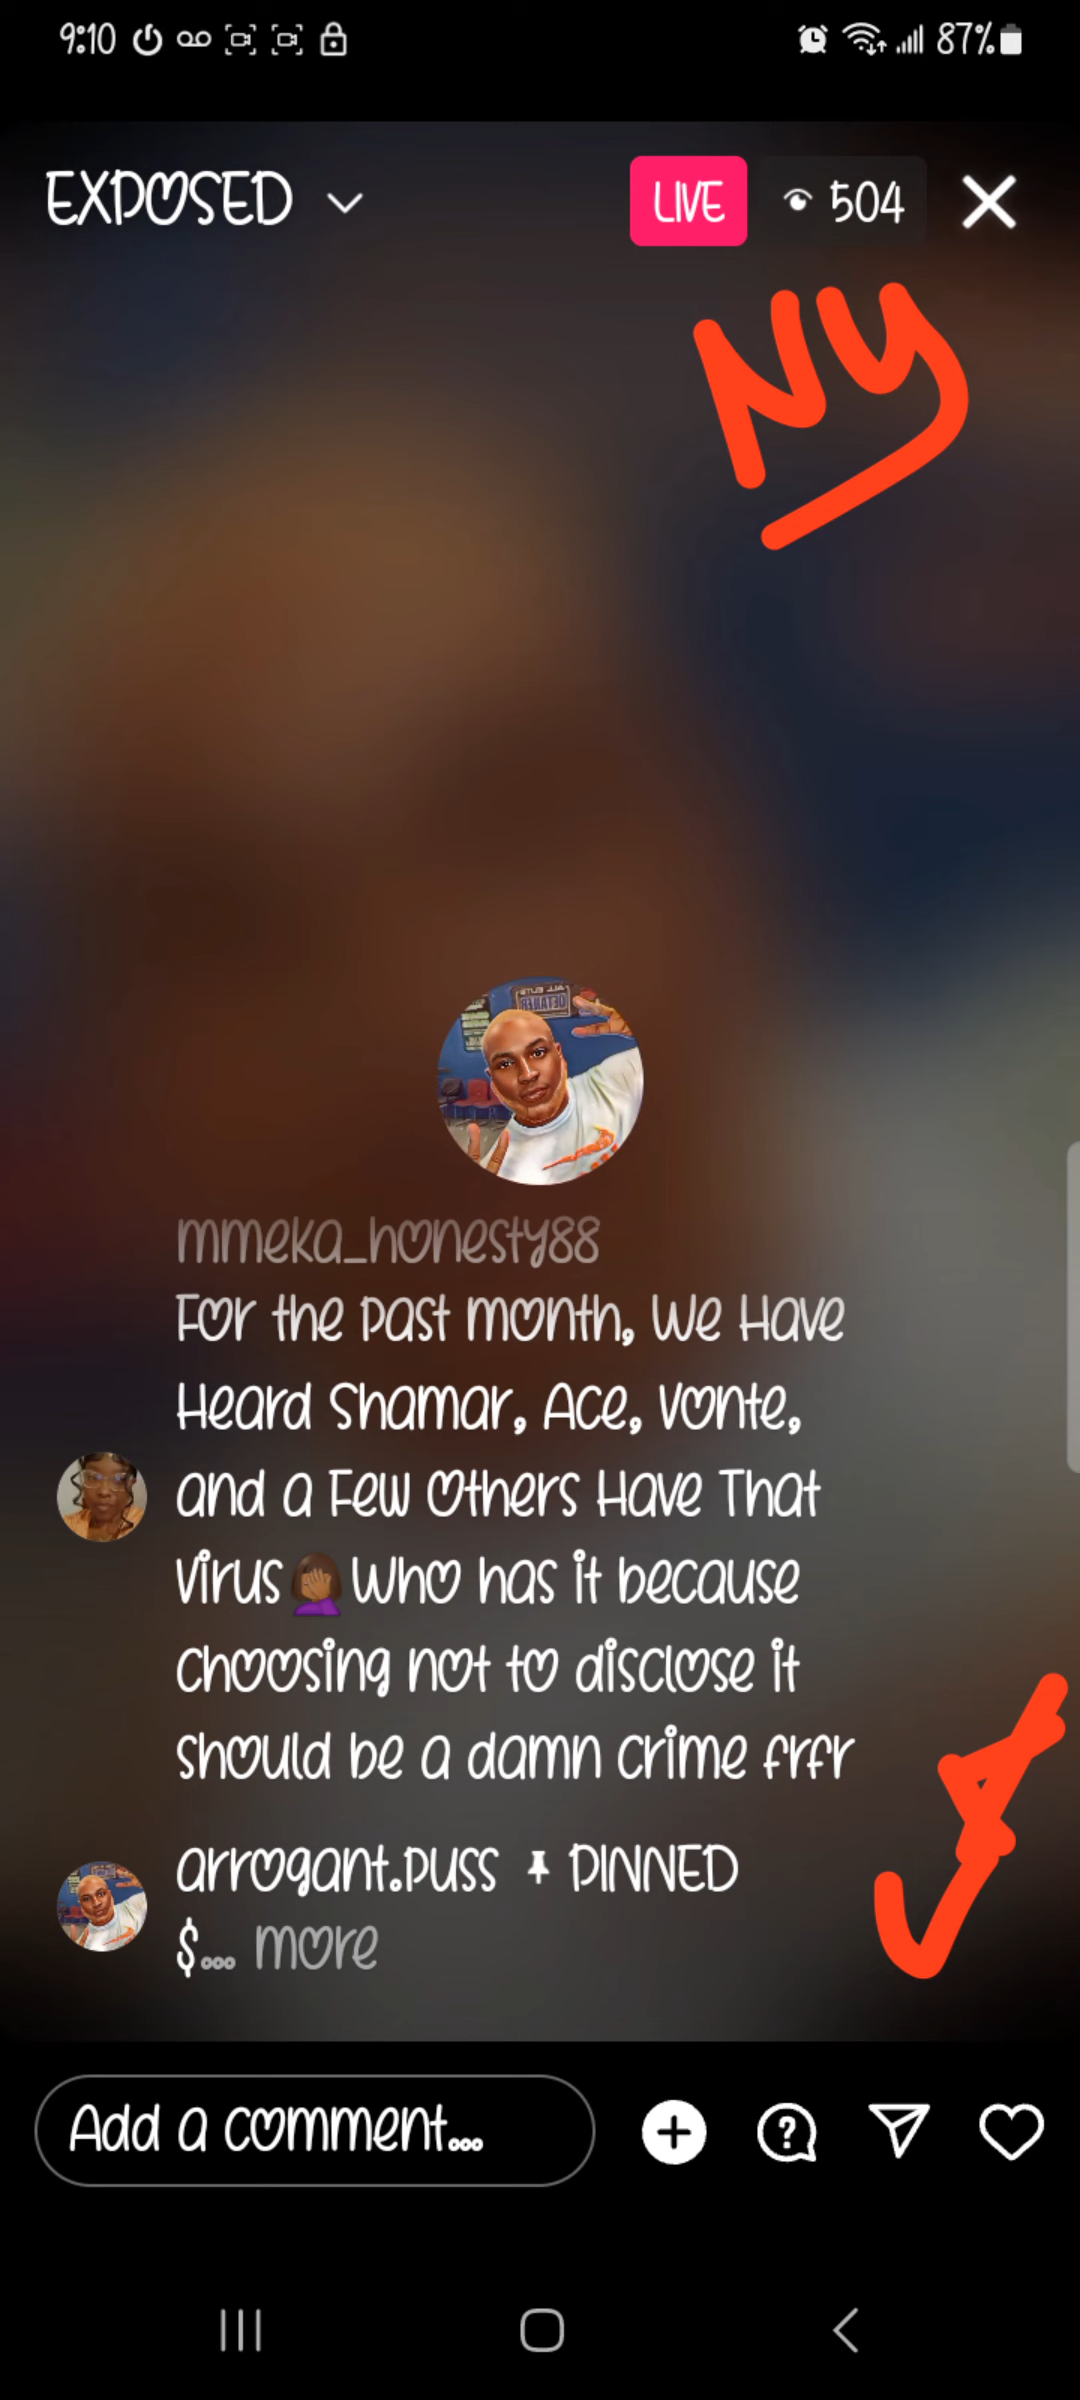 9:10 87%
EXPOSED LIVE 504
NY
mmeka_honesty88
For the past month, We Have
Heard Shamar, Ace, Vonte,
and a Few Others Have That
Virus🤦🏾‍♀️Who has it because
choosing not to disclose it
should be a damn crime frfr
arrogant.puss PINNED
$... more
Add a comment...